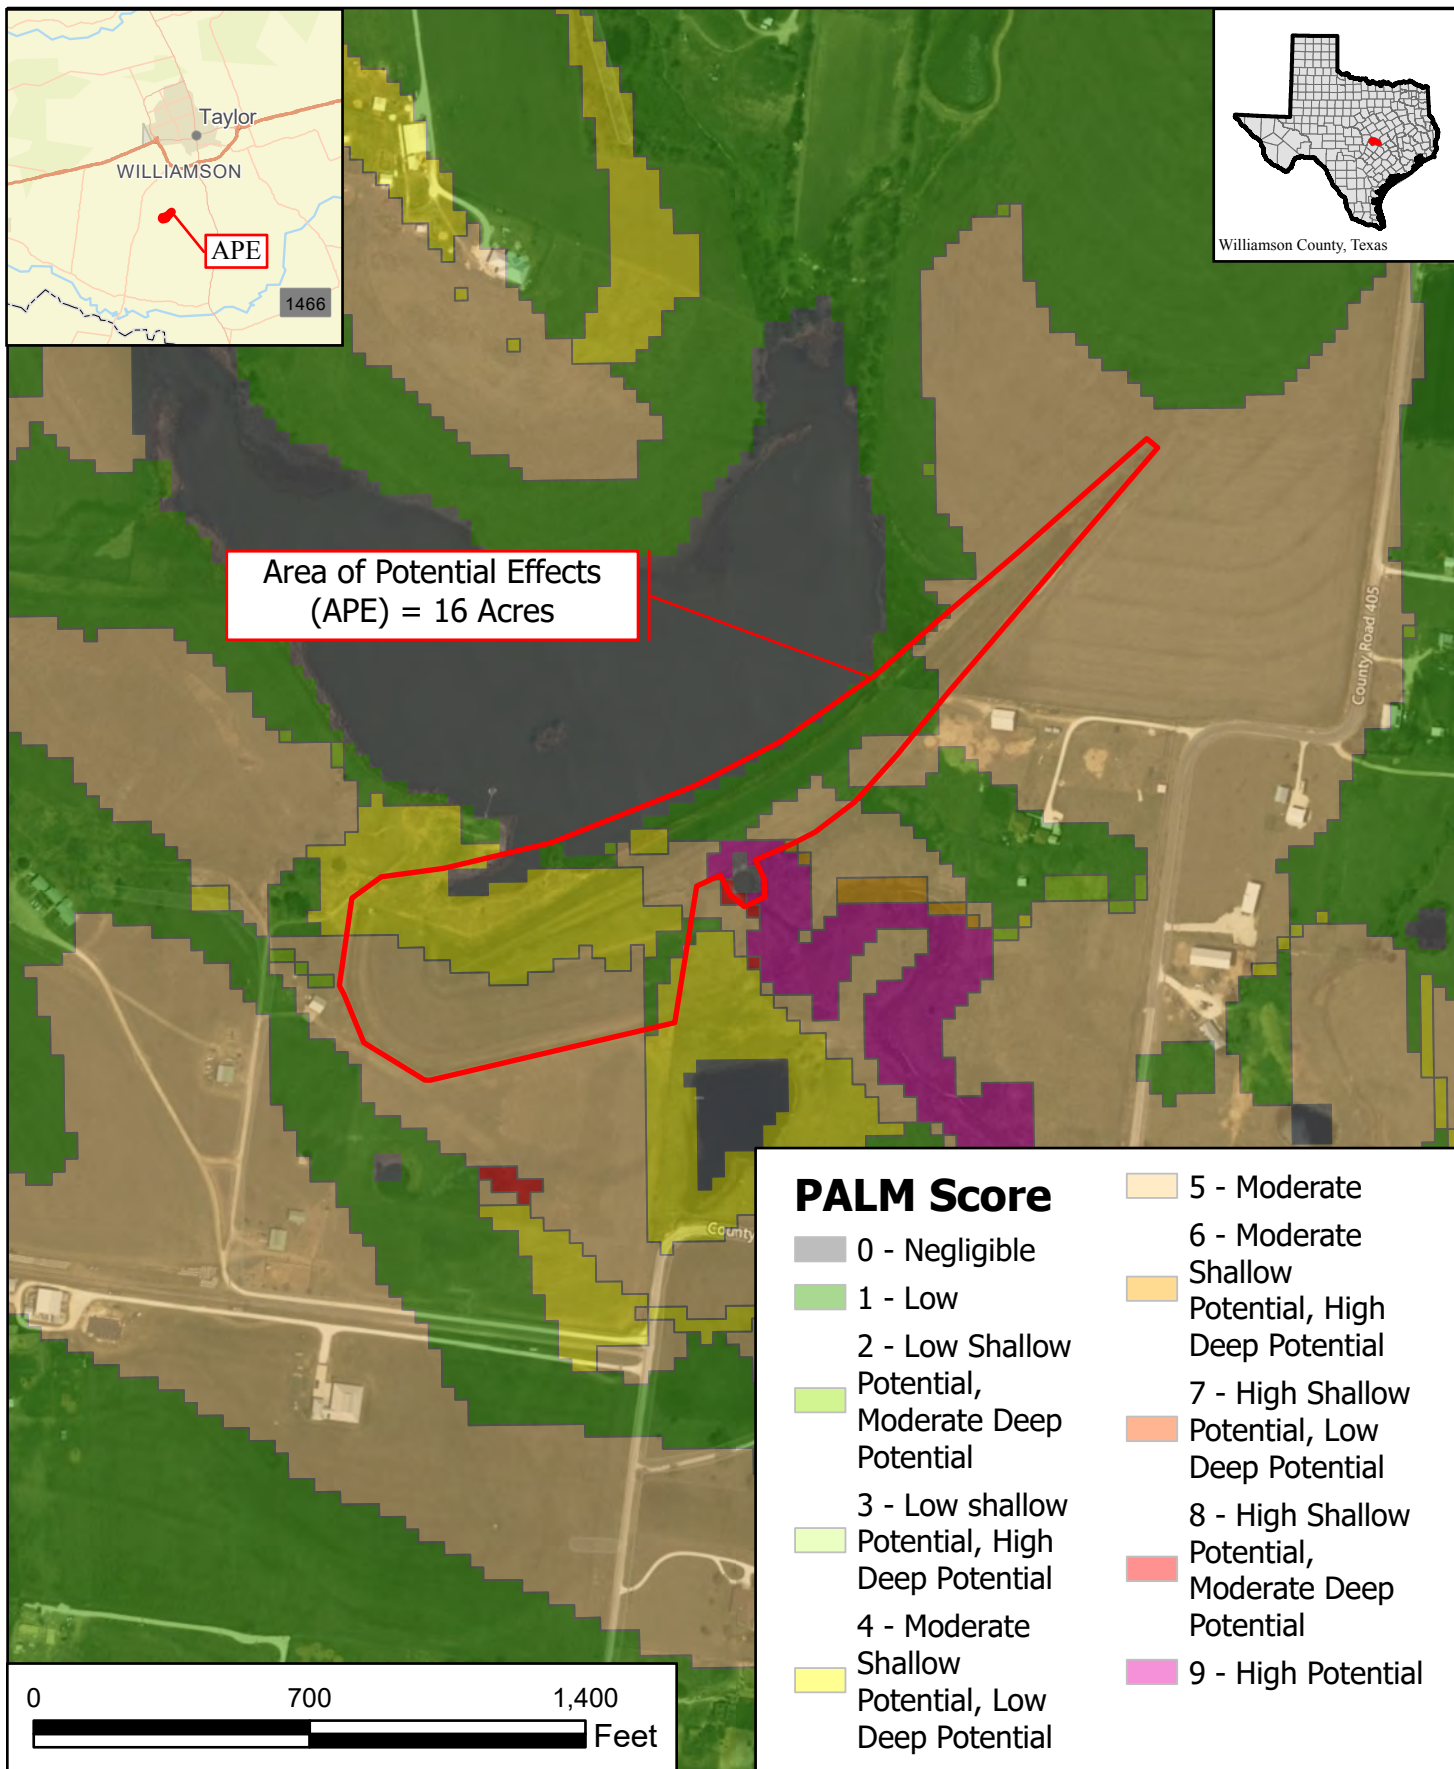 Taylor
WILLIAMSON
APE
1466
Williamson County, Texas
Area of Potential Effects
(APE) = 16 Acres
County Road 405
County
PALM Score
0 - Negligible
1 - Low
2 - Low Shallow
Potential,
Moderate Deep
Potential
3 - Low shallow
Potential, High
Deep Potential
4 - Moderate
Shallow
Potential, Low
Deep Potential
5 - Moderate
6 - Moderate
Shallow
Potential, High
Deep Potential
7 - High Shallow
Potential, Low
Deep Potential
8 - High Shallow
Potential,
Moderate Deep
Potential
9 - High Potential
0 700 1,400
Feet